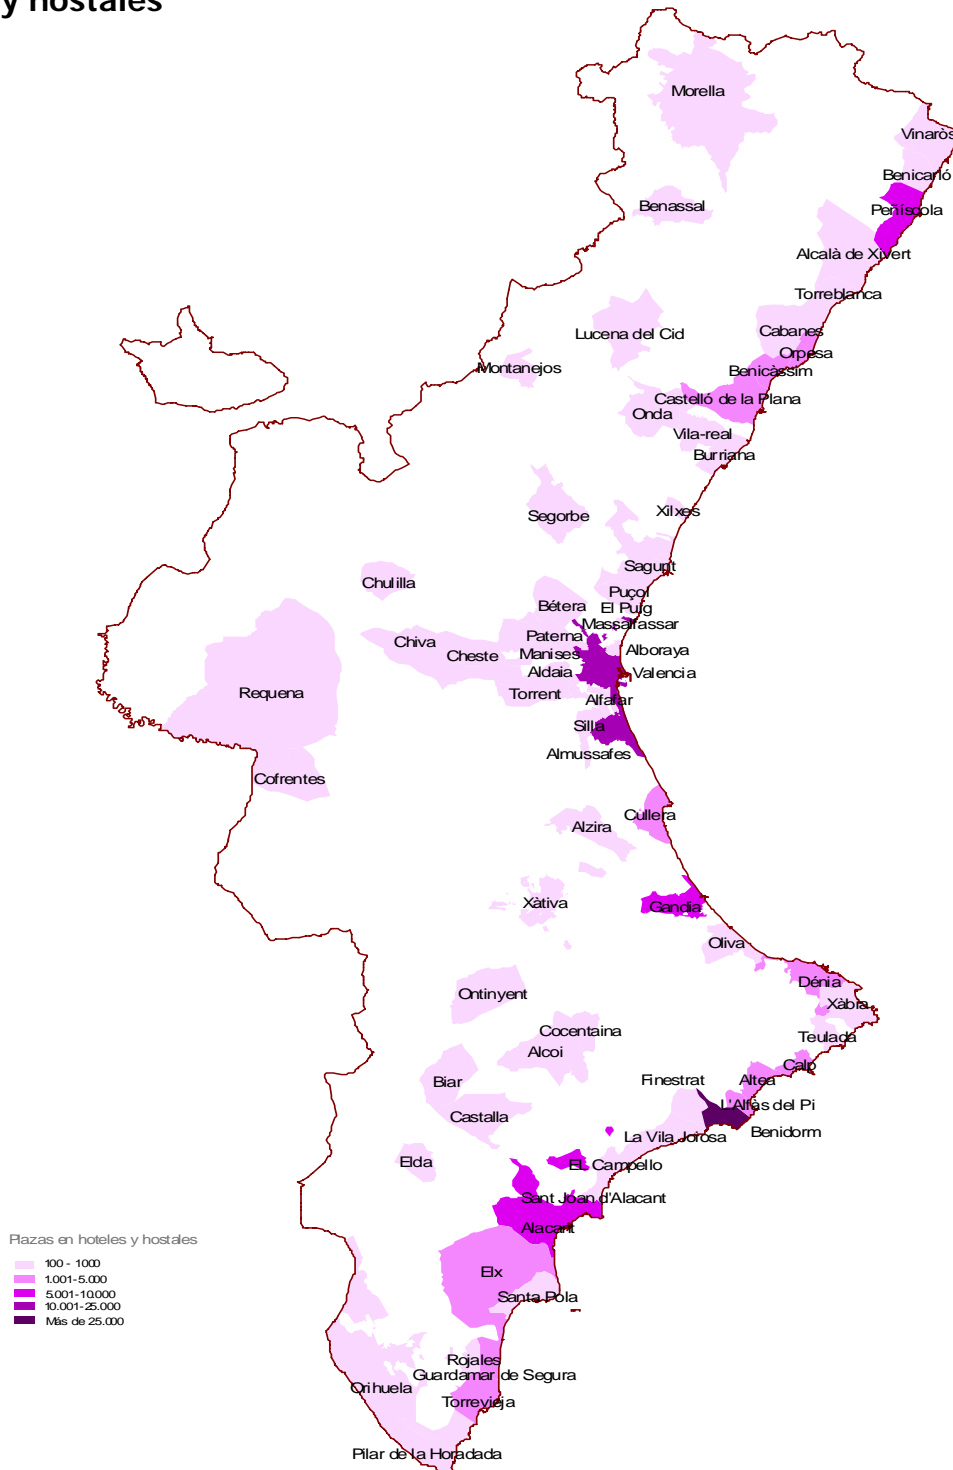 y hostales
Morella
Vinaròs
Benicarló
Benassal
Peñíscola
Alcalà de Xivert
Torreblanca
Lucena del Cid
Cabanes
Orpesa
Montanejos
Benicàssim
Castelló de la Plana
Onda
Vila-real
Burriana
Segorbe
Xilxes
Sagunt
Chulilla
Puçol
Bétera
El Puig
Massalfassar
Paterna
Chiva
Alboraya
Cheste
Manises
Aldaia
Valencia
Requena
Torrent
Alfafar
Silla
Almussafes
Cofrentes
Cullera
Alzira
Xàtiva
Gandia
Oliva
Dénia
Ontinyent
Xàbia
Cocentaina
Teulada
Alcoi
Calp
Biar
Finestrat
Altea
L'Alfàs del Pi
Castalla
Benidorm
La Vila Joiosa
Elda
EL Campello
Sant Joan d'Alacant
Alacant
Plazas en hoteles y hostales
100 - 1000
1.001-5.000
5.001-10.000
10.001-25.000
Más de 25.000
Elx
Santa Pola
Rojales
Guardamar de Segura
Orihuela
Torrevieja
Pilar de la Horadada